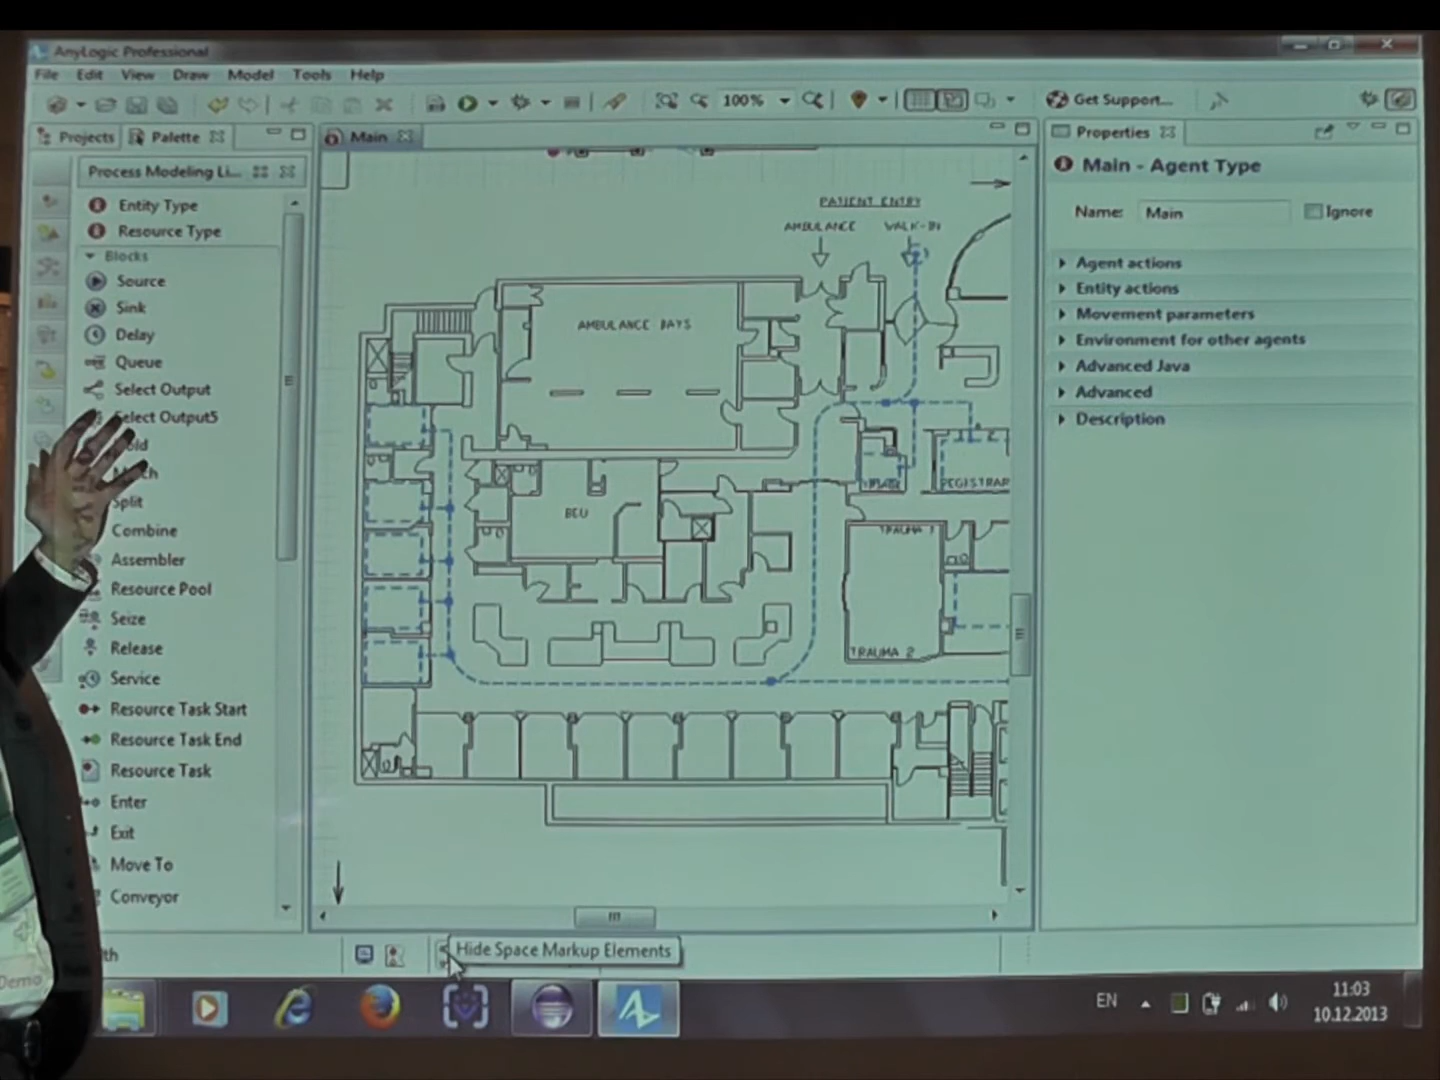 AnyLogic Professional
File Edit View Draw Model Tools Help
100%
Get Support...
Projects Palette
Main
Properties
Process Modeling Li...
Entity Type
Resource Type
Blocks
Source
Sink
Delay
Queue
Select Output
Select Output5
old
ch
Split
Combine
Assembler
Resource Pool
Seize
Release
Service
Resource Task Start
Resource Task End
Resource Task
Enter
Exit
Move To
Conveyor
PATIENT ENTRY
AMBULANCE WALK-IN
AMBULANCE BAYS
BEU
REGISTRAR
TRAUMA 1
TRAUMA 2
Main - Agent Type
Name: Main Ignore
Agent actions
Entity actions
Movement parameters
Environment for other agents
Advanced Java
Advanced
Description
lth
Hide Space Markup Elements
Demo
EN
11:03
10.12.2013